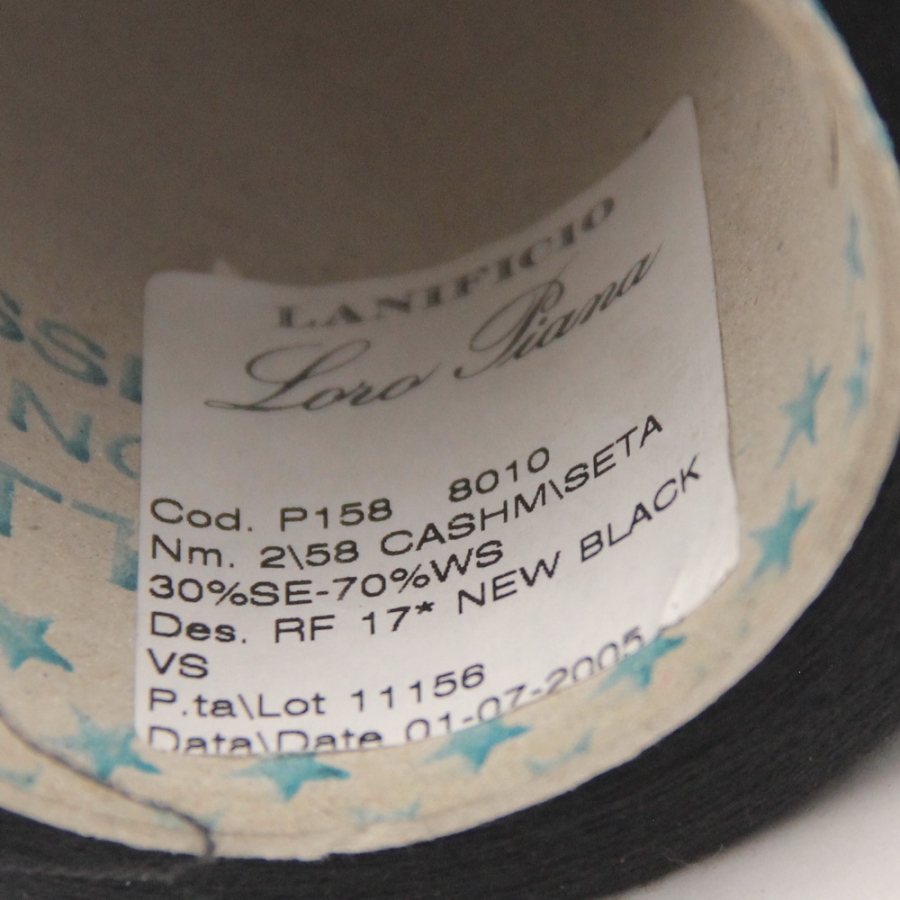 LANIFICIO
Loro Piana
Cod. P158 8010
Nm. 2\58 CASHM\SETA
30%SE-70%WS
Des. RF 17* NEW BLACK
VS
P.ta\Lot 11156
Data\Date 01-07-2005